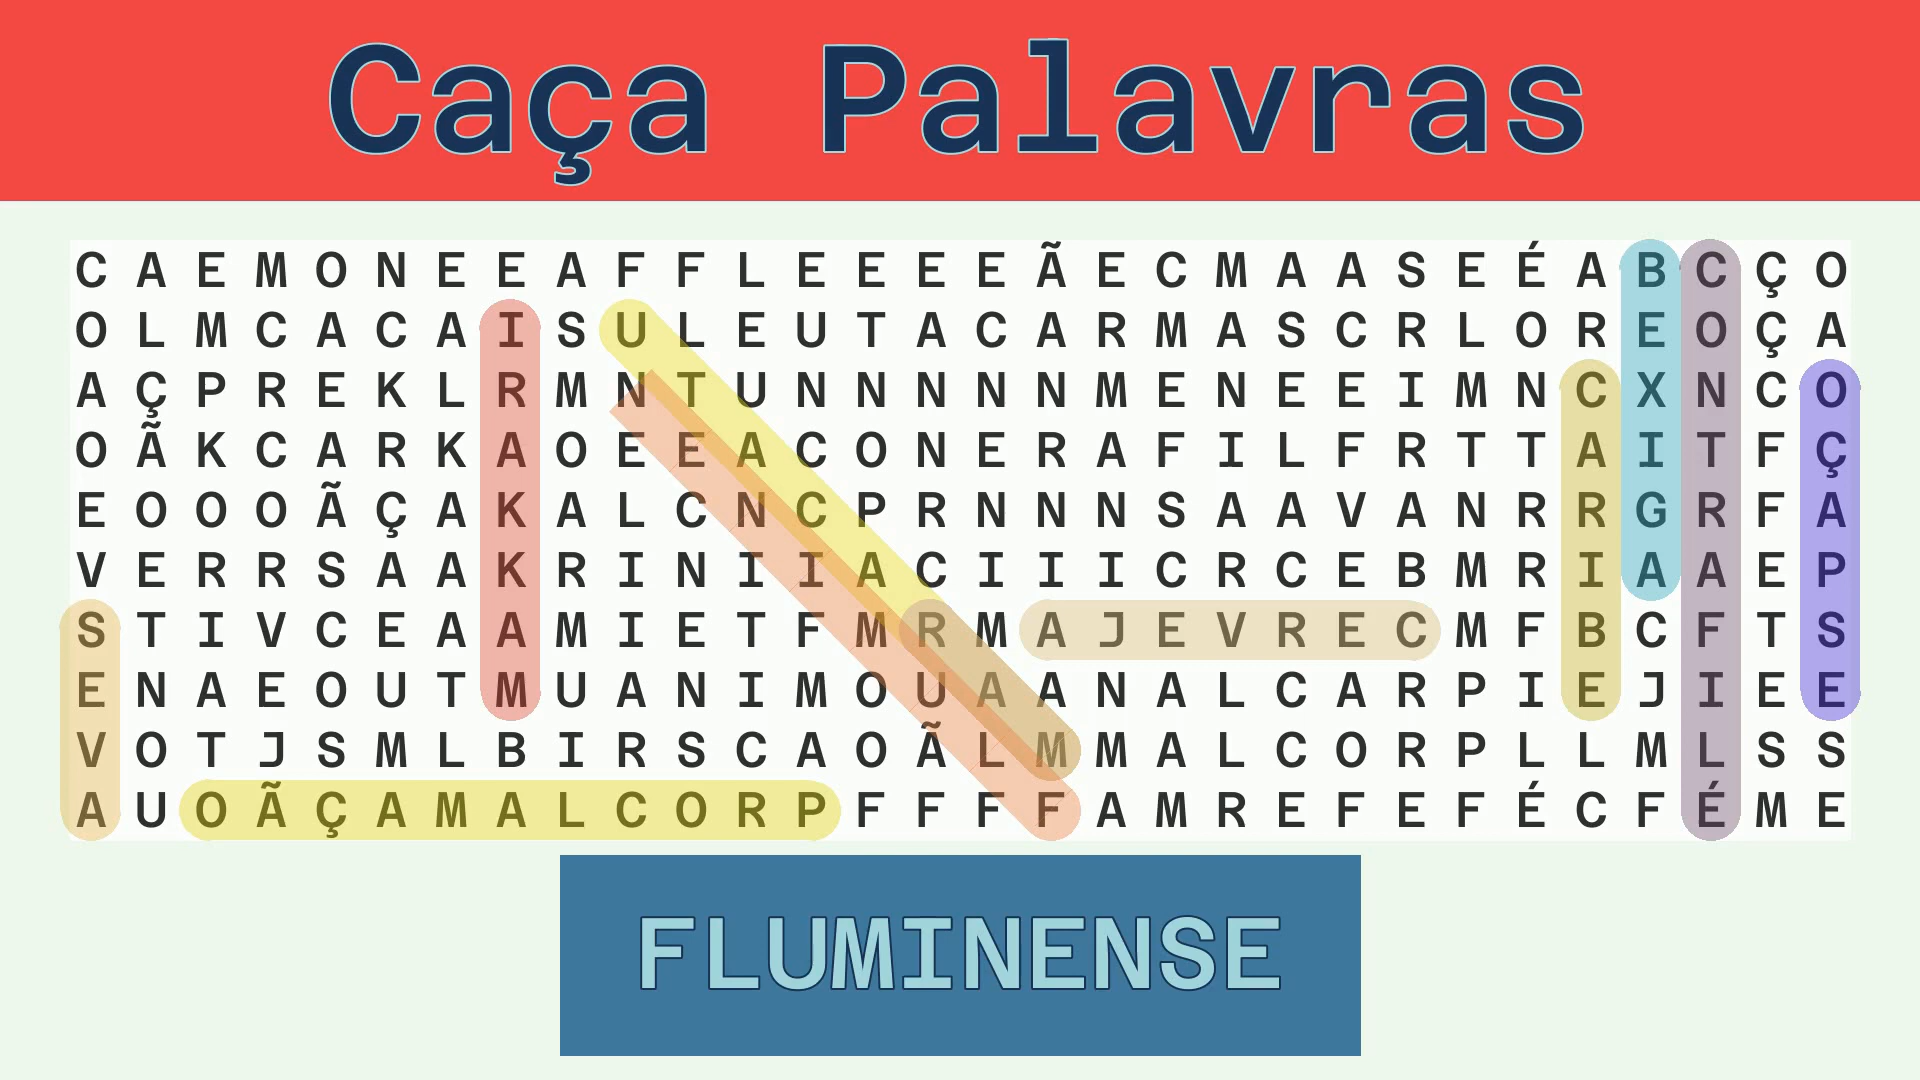 Caça Palavras
C A E M O N E E A F F L E E E E Ã E C M A A S E É A B C Ç O
O L M C A C A I S U L E U T A C A R M A S C R L O R E O Ç A
A Ç P R E K L R M N T U N N N N N M E N E E I M N C X N C O
O Ã K C A R K A O E E A C O N E R A F I L F R T T A I T F Ç
E O O O Ã Ç A K A L C N C P R N N N S A A V A N R R G R F A
V E R R S A A K R I N I I A C I I I C R C E B M R I A A E P
S T I V C E A A M I E T F M R M A J E V R E C M F B C F T S
E N A E O U T M U A N I M O U A A N A L C A R P I E J I E E
V O T J S M L B I R S C A O Ã L M M A L C O R P L L M L S S
A U O Ã Ç A M A L C O R P F F F F A M R E F E F É C F É M E
FLUMINENSE